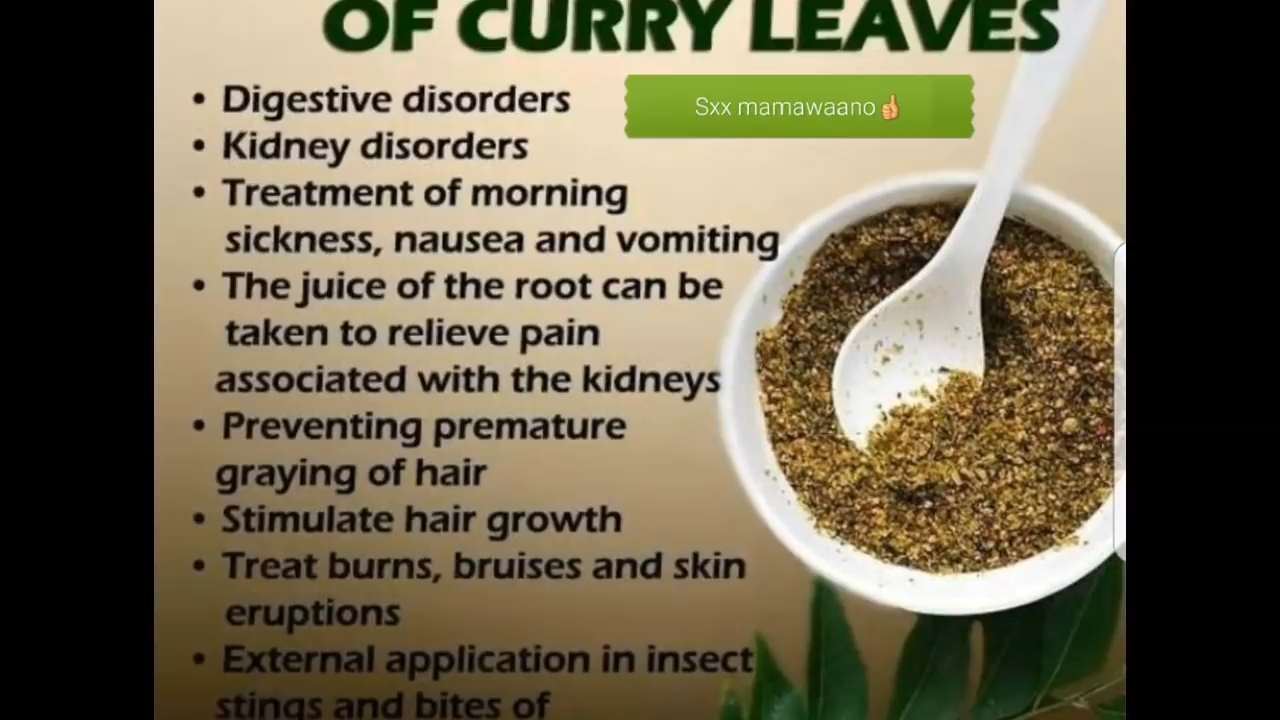 OF CURRY LEAVES
• Digestive disorders
Sxx mamawaano👍
• Kidney disorders
• Treatment of morning
sickness, nausea and vomiting
• The juice of the root can be
taken to relieve pain
associated with the kidneys
• Preventing premature
graying of hair
• Stimulate hair growth
• Treat burns, bruises and skin
eruptions
• External application in insect
stings and bites of